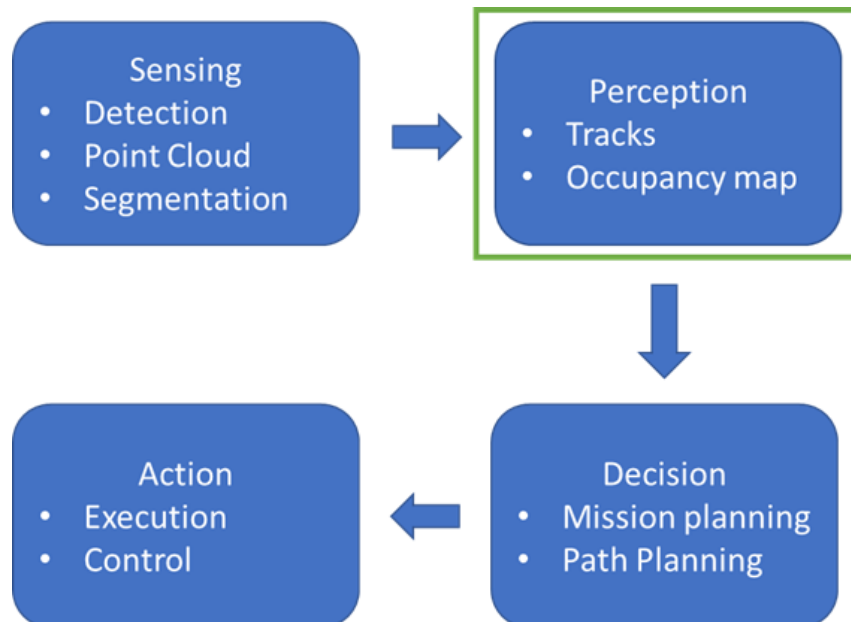 Sensing
• Detection
• Point Cloud
• Segmentation
Perception
• Tracks
• Occupancy map
Decision
• Mission planning
• Path Planning
Action
• Execution
• Control